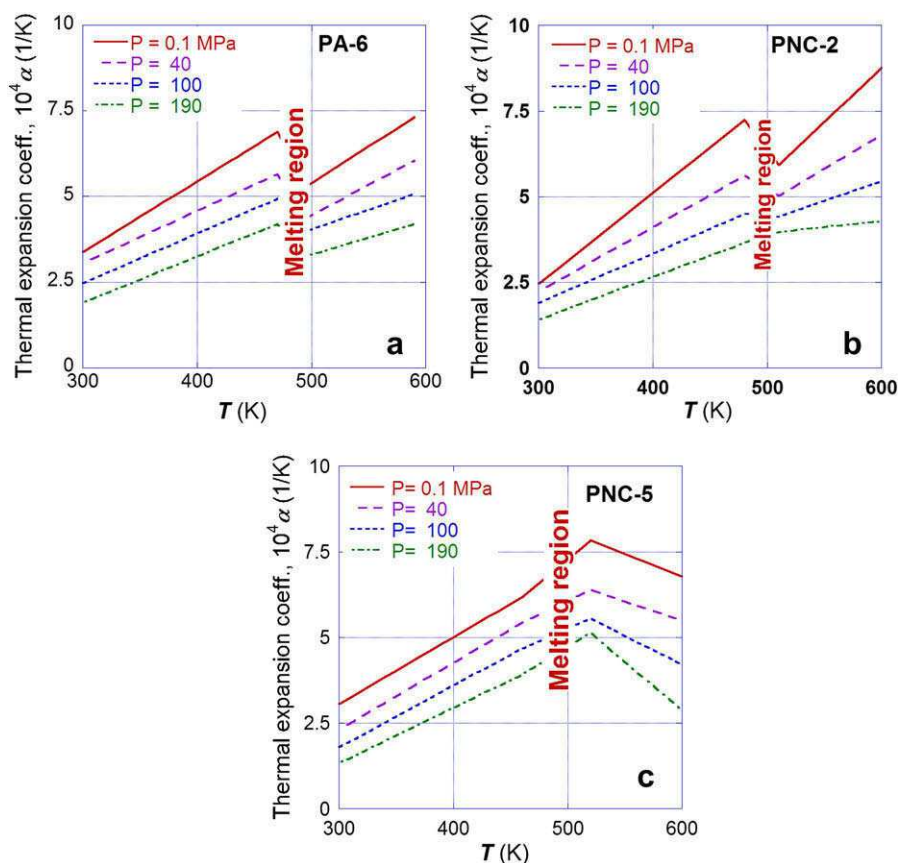 10
7.5
5
2.5
0
Thermal expansion coeff., 10⁴ α (1/K)
P = 0.1 MPa
P = 40
P = 100
P = 190
PA-6
Melting region
a
300 400 500 600
T (K)
10
7.5
5
2.5
0
Thermal expansion coeff., 10⁴ α (1/K)
P = 0.1 MPa
P = 40
P = 100
P = 190
PNC-2
Melting region
b
300 400 500 600
T (K)
10
7.5
5
2.5
0
Thermal expansion coeff., 10⁴ α (1/K)
P= 0.1 MPa
P= 40
P= 100
P= 190
PNC-5
Melting region
c
300 400 500 600
T (K)